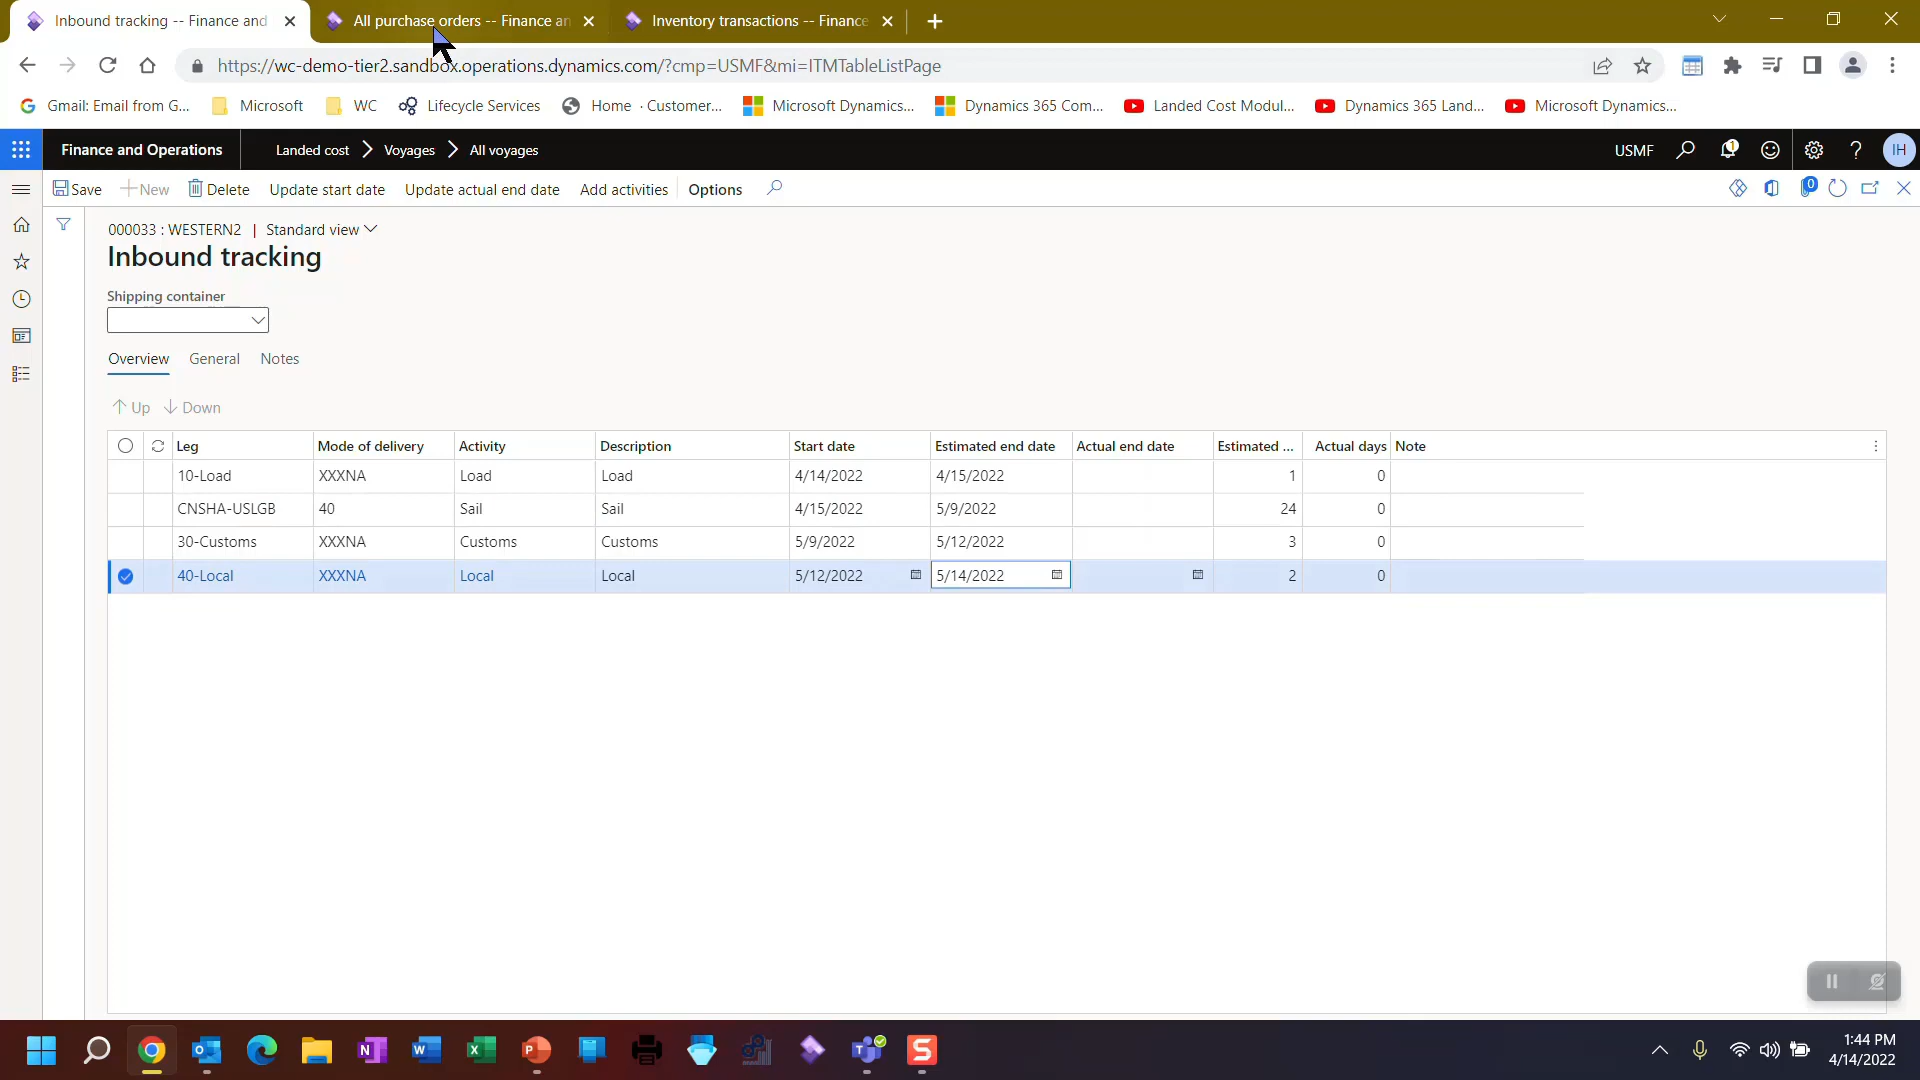 Inbound tracking -- Finance and
All purchase orders -- Finance an
Inventory transactions -- Finance
https://wc-demo-tier2.sandbox.operations.dynamics.com/?cmp=USMF&mi=ITMTableListPage
Gmail: Email from G... Microsoft WC Lifecycle Services Home · Customer... Microsoft Dynamics... Dynamics 365 Com... Landed Cost Modul... Dynamics 365 Land... Microsoft Dynamics...
Finance and Operations Landed cost Voyages All voyages USMF 1 ? IH
Save New Delete Update start date Update actual end date Add activities Options 0
000033 : WESTERN2 | Standard view
Inbound tracking
Shipping container
Overview General Notes
Up Down
Leg Mode of delivery Activity Description Start date Estimated end date Actual end date Estimated ... Actual days Note
10-Load XXXNA Load Load 4/14/2022 4/15/2022 1 0
CNSHA-USLGB 40 Sail Sail 4/15/2022 5/9/2022 24 0
30-Customs XXXNA Customs Customs 5/9/2022 5/12/2022 3 0
40-Local XXXNA Local Local 5/12/2022 5/14/2022 2 0
1:44 PM
4/14/2022